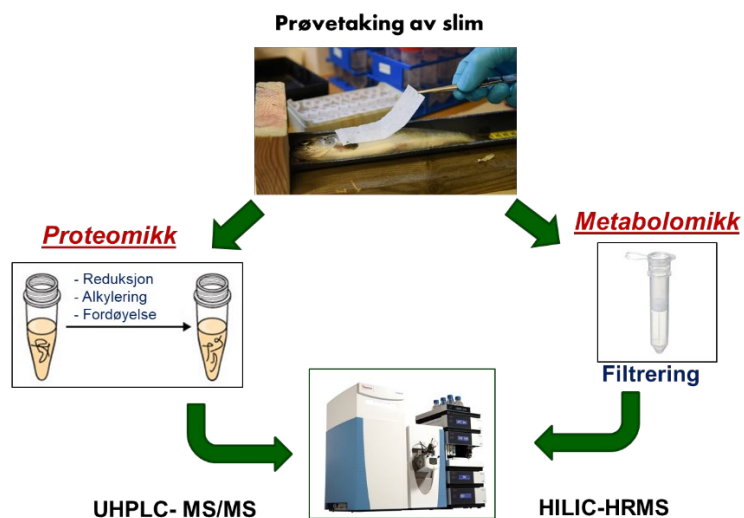 Prøvetaking av slim
Proteomikk
Metabolomikk
- Reduksjon
- Alkylering
- Fordøyelse
Filtrering
UHPLC- MS/MS
HILIC-HRMS